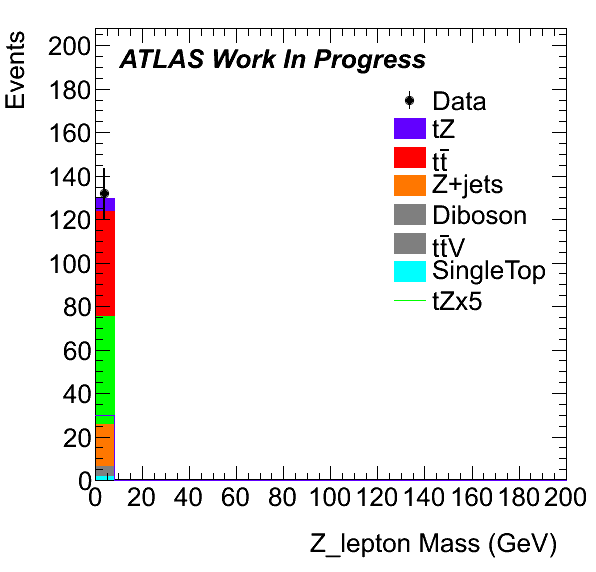 Events
ATLAS Work In Progress
200
180
160
140
120
100
80
60
40
20
0
Data
tZ
tt̄
Z+jets
Diboson
tt̄V
SingleTop
tZx5
0 20 40 60 80 100 120 140 160 180 200
Z_lepton Mass (GeV)